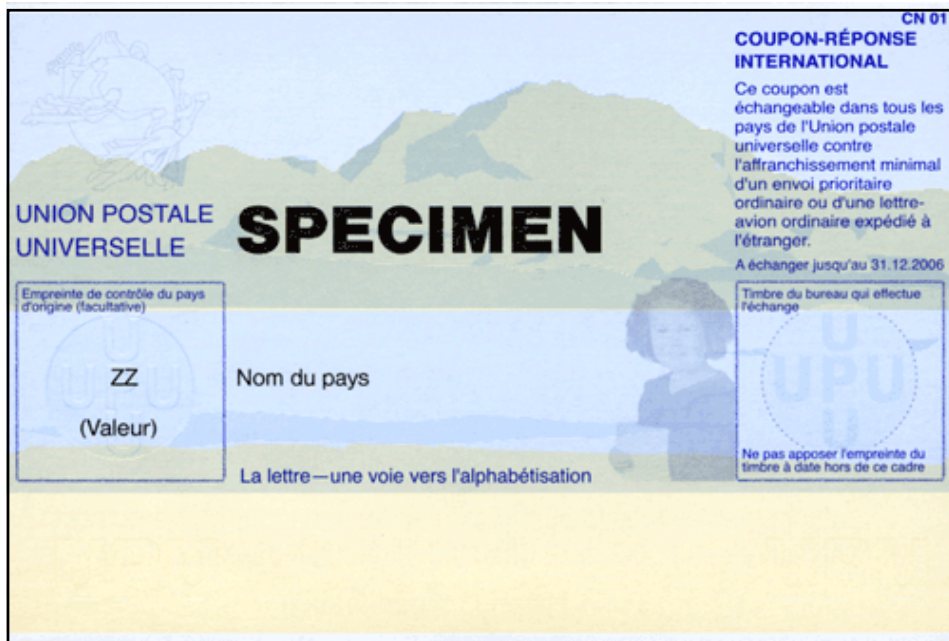 CN 01
COUPON-RÉPONSE
INTERNATIONAL
Ce coupon est
échangeable dans tous les
pays de l'Union postale
universelle contre
l'affranchissement minimal
d'un envoi prioritaire
ordinaire ou d'une lettre-
avion ordinaire expédié à
l'étranger.
A échanger jusqu'au 31.12.2006
UNION POSTALE
UNIVERSELLE
SPECIMEN
Empreinte de contrôle du pays
d'origine (facultative)
UPU
ZZ
(Valeur)
Nom du pays
La lettre—une voie vers l'alphabétisation
Timbre du bureau qui effectue
l'échange
U
UPU
U
Ne pas apposer l'empreinte du
timbre à date hors de ce cadre